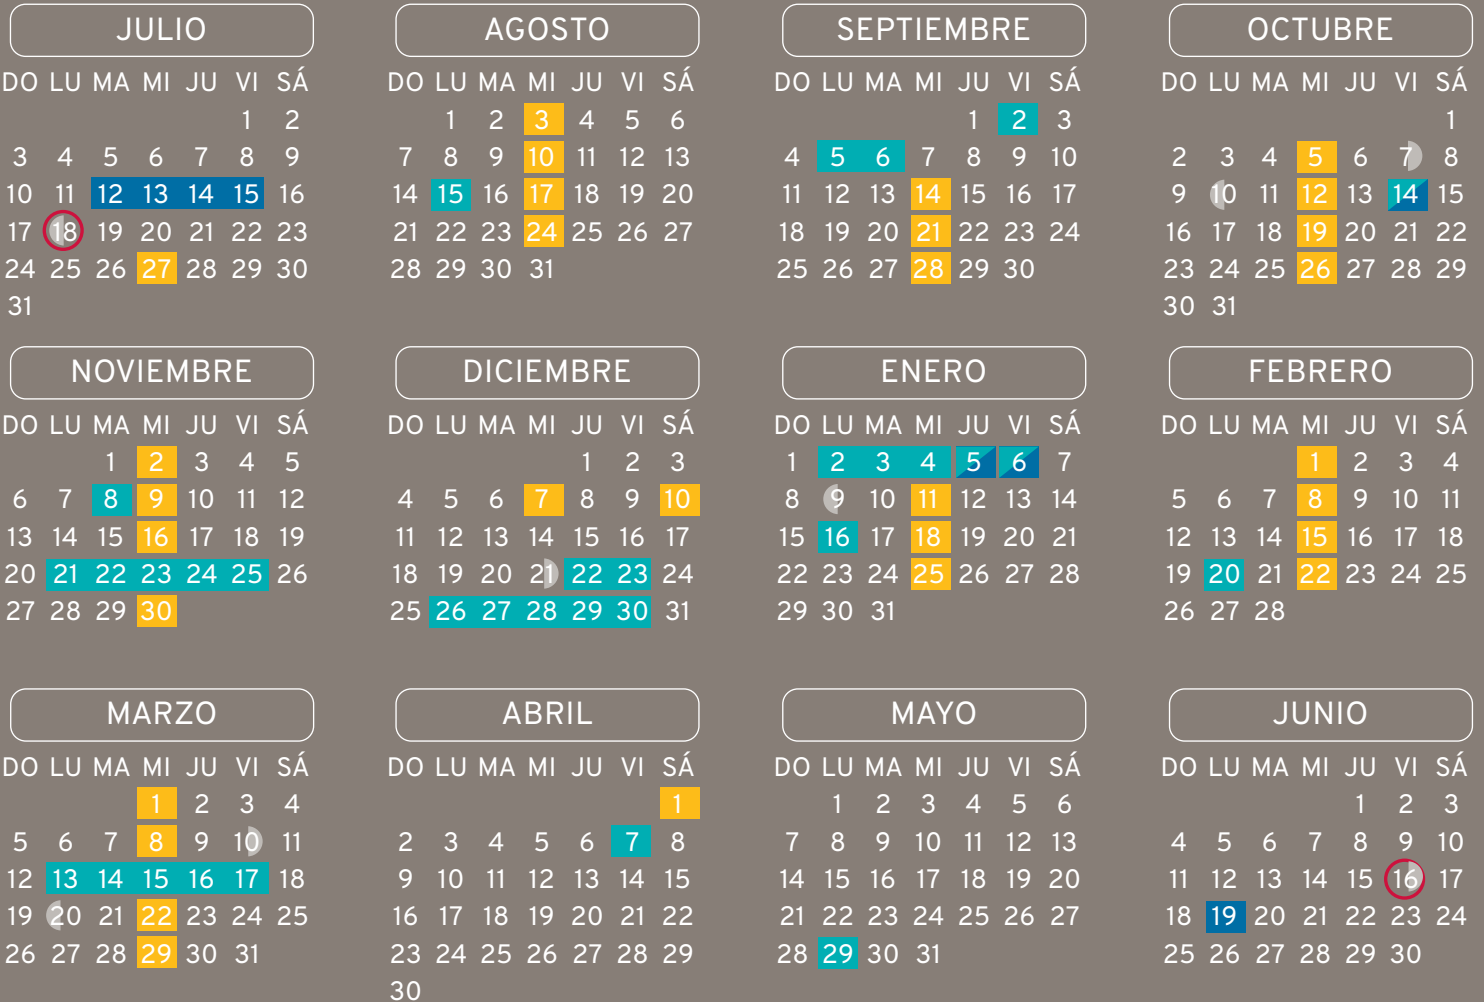 JULIO
DO LU MA MI JU VI SÁ
1 2
3 4 5 6 7 8 9
10 11 12 13 14 15 16
17 18 19 20 21 22 23
24 25 26 27 28 29 30
31
AGOSTO
DO LU MA MI JU VI SÁ
1 2 3 4 5 6
7 8 9 10 11 12 13
14 15 16 17 18 19 20
21 22 23 24 25 26 27
28 29 30 31
SEPTIEMBRE
DO LU MA MI JU VI SÁ
1 2 3
4 5 6 7 8 9 10
11 12 13 14 15 16 17
18 19 20 21 22 23 24
25 26 27 28 29 30
OCTUBRE
DO LU MA MI JU VI SÁ
1
2 3 4 5 6 7 8
9 10 11 12 13 14 15
16 17 18 19 20 21 22
23 24 25 26 27 28 29
30 31
NOVIEMBRE
DO LU MA MI JU VI SÁ
1 2 3 4 5
6 7 8 9 10 11 12
13 14 15 16 17 18 19
20 21 22 23 24 25 26
27 28 29 30
DICIEMBRE
DO LU MA MI JU VI SÁ
1 2 3
4 5 6 7 8 9 10
11 12 13 14 15 16 17
18 19 20 21 22 23 24
25 26 27 28 29 30 31
ENERO
DO LU MA MI JU VI SÁ
1 2 3 4 5 6 7
8 9 10 11 12 13 14
15 16 17 18 19 20 21
22 23 24 25 26 27 28
29 30 31
FEBRERO
DO LU MA MI JU VI SÁ
1 2 3 4
5 6 7 8 9 10 11
12 13 14 15 16 17 18
19 20 21 22 23 24 25
26 27 28
MARZO
DO LU MA MI JU VI SÁ
1 2 3 4
5 6 7 8 9 10 11
12 13 14 15 16 17 18
19 20 21 22 23 24 25
26 27 28 29 30 31
ABRIL
DO LU MA MI JU VI SÁ
1
2 3 4 5 6 7 8
9 10 11 12 13 14 15
16 17 18 19 20 21 22
23 24 25 26 27 28 29
30
MAYO
DO LU MA MI JU VI SÁ
1 2 3 4 5 6
7 8 9 10 11 12 13
14 15 16 17 18 19 20
21 22 23 24 25 26 27
28 29 30 31
JUNIO
DO LU MA MI JU VI SÁ
1 2 3
4 5 6 7 8 9 10
11 12 13 14 15 16 17
18 19 20 21 22 23 24
25 26 27 28 29 30